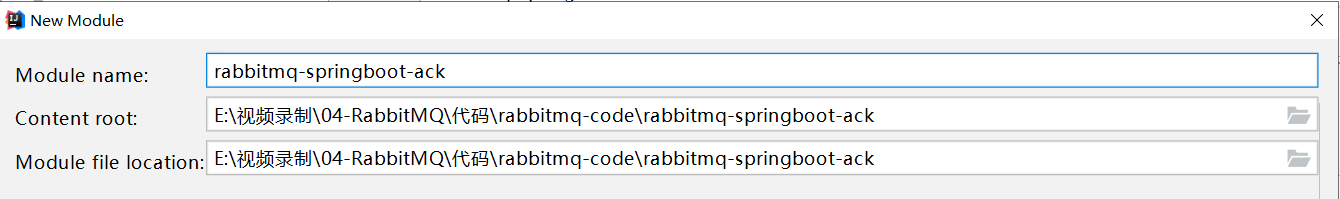 New Module
Module name: rabbitmq-springboot-ack
Content root: E:\视频录制\04-RabbitMQ\代码\rabbitmq-code\rabbitmq-springboot-ack
Module file location: E:\视频录制\04-RabbitMQ\代码\rabbitmq-code\rabbitmq-springboot-ack